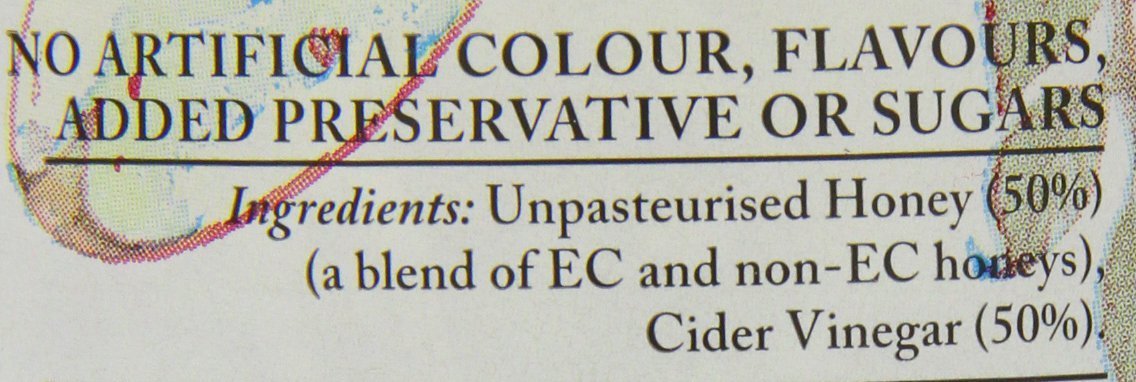 NO ARTIFICIAL COLOUR, FLAVOURS,
ADDED PRESERVATIVE OR SUGARS
Ingredients: Unpasteurised Honey (50%)
(a blend of EC and non-EC honeys),
Cider Vinegar (50%).